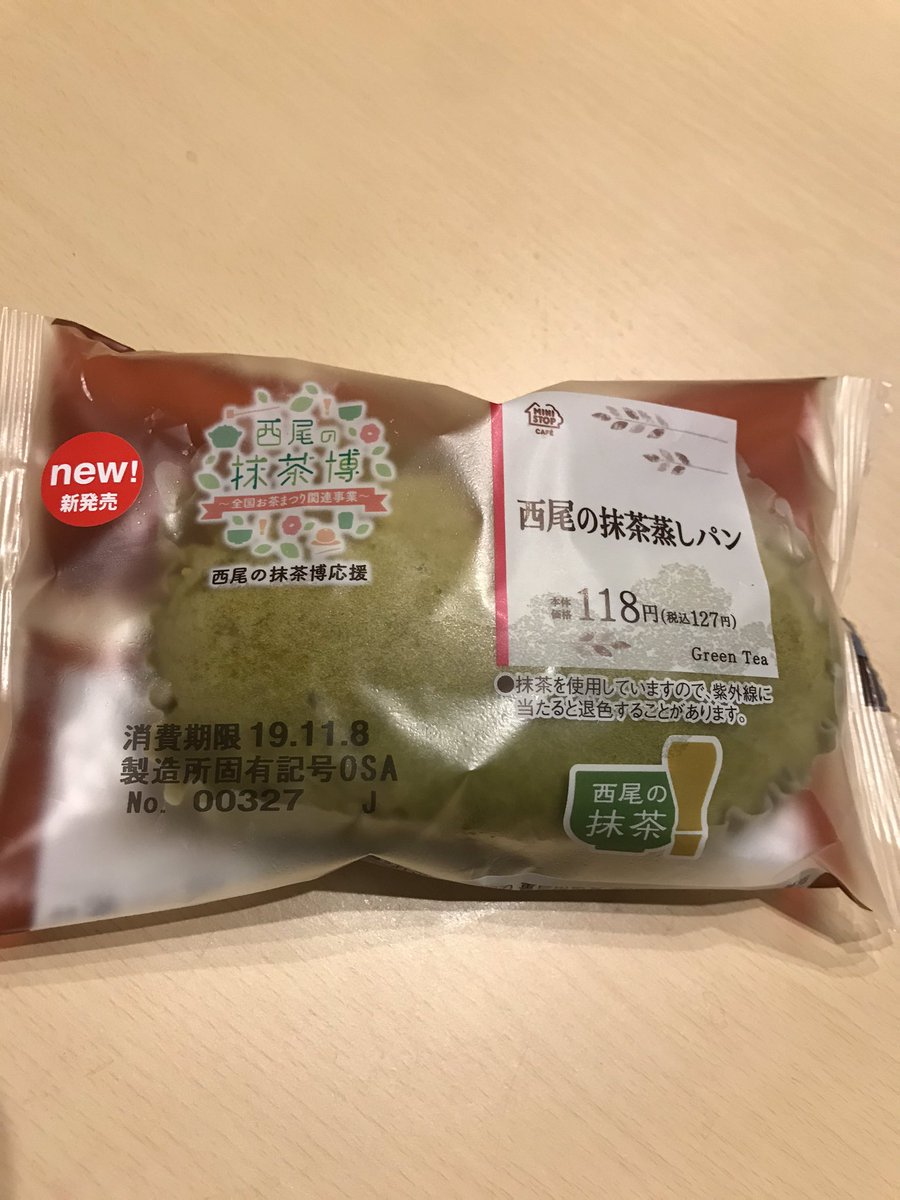 new!
新発売
西尾の
抹茶博
～全国お茶まつり関連事業～
西尾の抹茶博応援
MINI
STOP
CAFÉ
西尾の抹茶蒸しパン
本体
価格 118円(税込127円)
Green Tea
●抹茶を使用していますので、紫外線に
当たると退色することがあります。
消費期限 19.11.8
製造所固有記号OSA
No. 00327 J
西尾の
抹茶